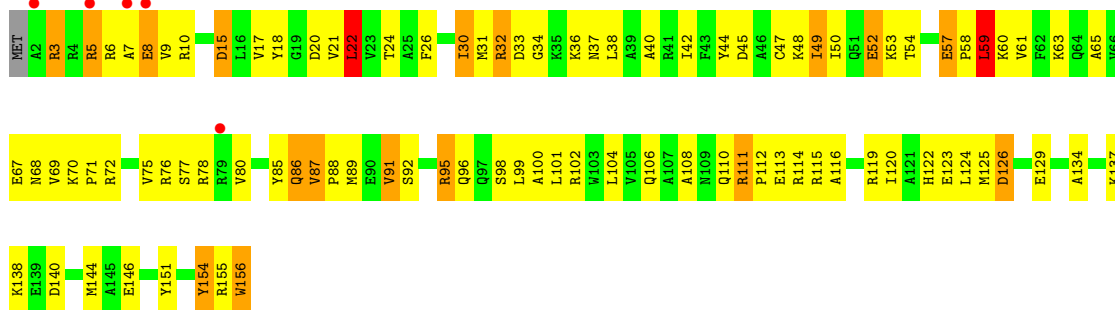 MET A2 R3 R4 R5 R6 A7 E8 V9 R10 D15 L16 V17 Y18 G19 D20 V21 L22 V23 T24 A25 F26 I30 M31 R32 D33 G34 K35 K36 N37 L38 A39 A40 R41 I42 F43 Y44 D45 A46 C47 K48 I49 I50 Q51 E52 K53 T54 E57 P58 L59 K60 V61 F62 K63 Q64 A65 V66
E67 N68 V69 K70 P71 R72 V75 R76 S77 R78 R79 V80 Y85 Q86 V87 P88 M89 E90 V91 S92 R95 Q96 Q97 S98 L99 A100 L101 R102 W103 L104 V105 Q106 A107 A108 N109 Q110 R111 P112 E113 R114 R115 A116 R119 I120 A121 H122 E123 L124 M125 D126 E129 A134 K137
K138 E139 D140 M144 A145 E146 Y151 Y154 R155 W156